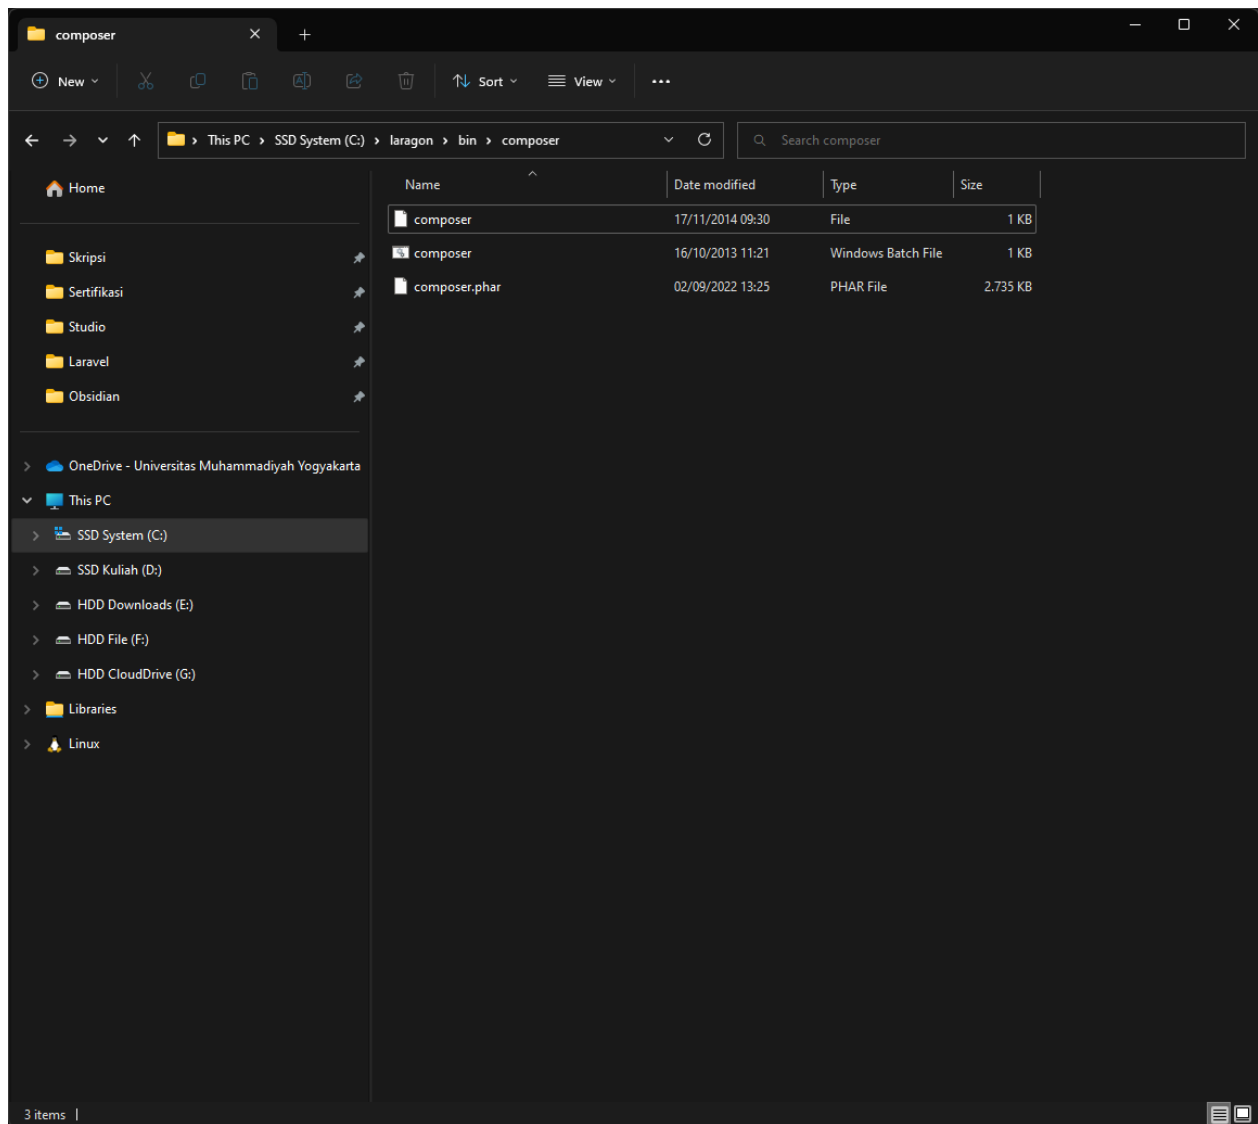 composer
New
Sort
View
This PC > SSD System (C:) > laragon > bin > composer
Search composer
Home
Skripsi
Sertifikasi
Studio
Laravel
Obsidian
OneDrive - Universitas Muhammadiyah Yogyakarta
This PC
SSD System (C:)
SSD Kuliah (D:)
HDD Downloads (E:)
HDD File (F:)
HDD CloudDrive (G:)
Libraries
Linux
Name Date modified Type Size
composer 17/11/2014 09:30 File 1 KB
composer 16/10/2013 11:21 Windows Batch File 1 KB
composer.phar 02/09/2022 13:25 PHAR File 2.735 KB
3 items